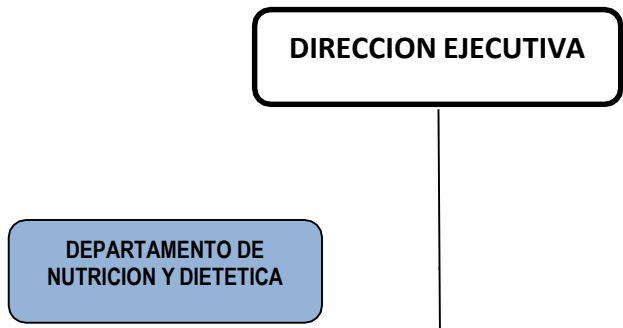 DIRECCION EJECUTIVA
DEPARTAMENTO DE
NUTRICION Y DIETETICA